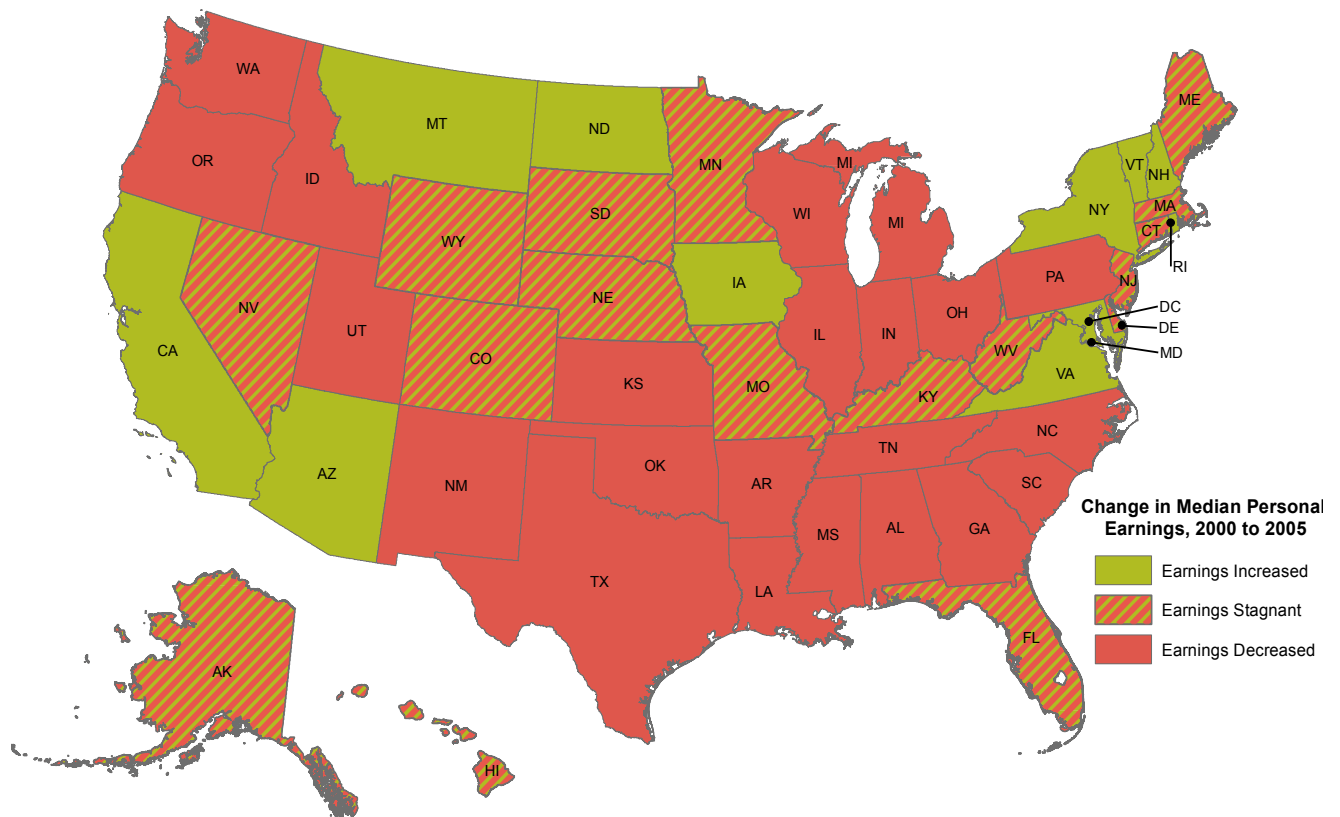 WA
MT
ND
MN
ME
OR
ID
MI
VT
NH
WY
SD
WI
MI
NY
MA
CT
RI
NV
UT
NE
IA
PA
NJ
CA
CO
IL
IN
OH
DC
DE
MD
WV
VA
KS
MO
KY
AZ
NM
OK
AR
TN
NC
SC
TX
LA
MS
AL
GA
FL
AK
HI
Change in Median Personal
Earnings, 2000 to 2005
Earnings Increased
Earnings Stagnant
Earnings Decreased